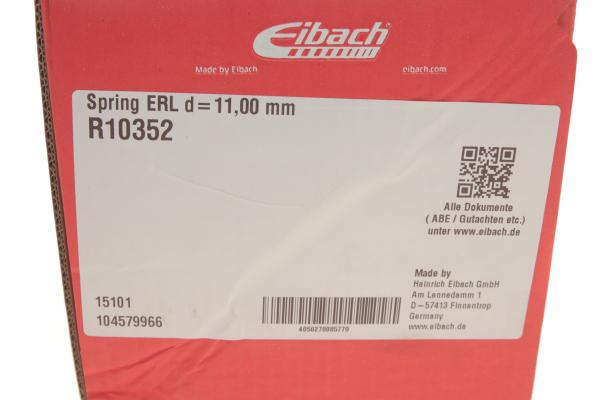 Eibach
Made by Eibach
eibach.com
Spring ERL d=11,00 mm
R10352
Alle Dokumente
( ABE / Gutachten etc.)
unter www.eibach.de
Made by
Heinrich Eibach GmbH
Am Lennedamm 1
D-57413 Finnentrop
Germany
www.eibach.de
15101
104579966
4050270085779